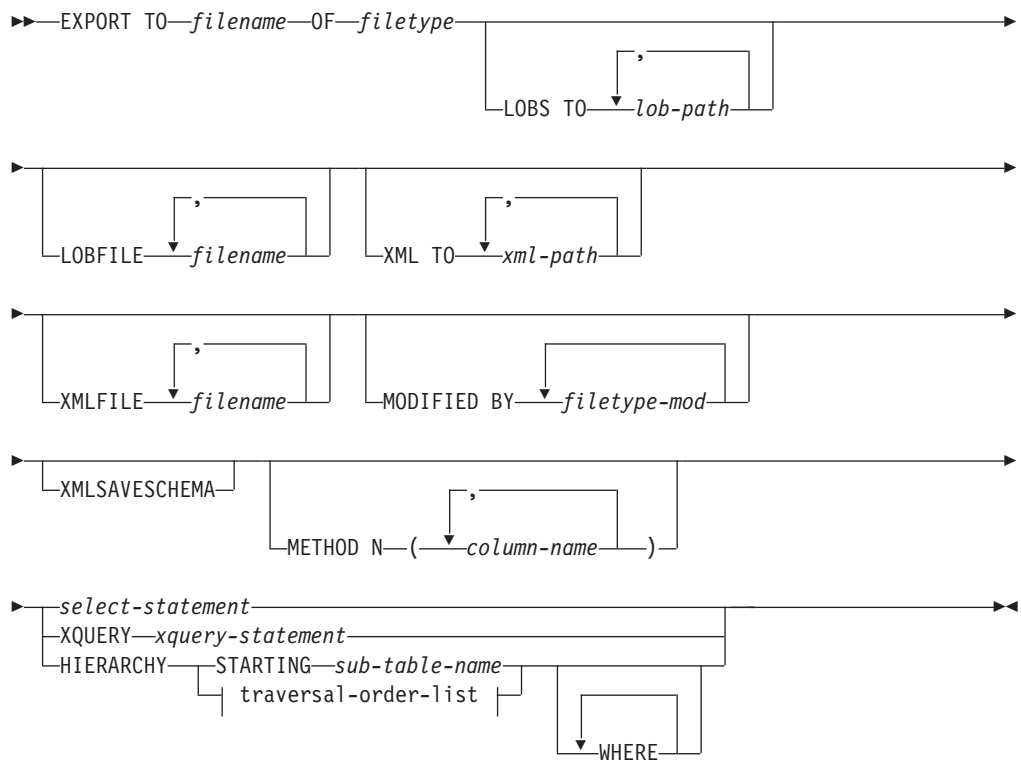 EXPORT TO filename OF filetype
,
LOBS TO lob-path
, ,
LOBFILE filename XML TO xml-path
,
XMLFILE filename MODIFIED BY filetype-mod
XMLSAVESCHEMA
,
METHOD N ( column-name )
select-statement
XQUERY xquery-statement
HIERARCHY STARTING sub-table-name
traversal-order-list
WHERE